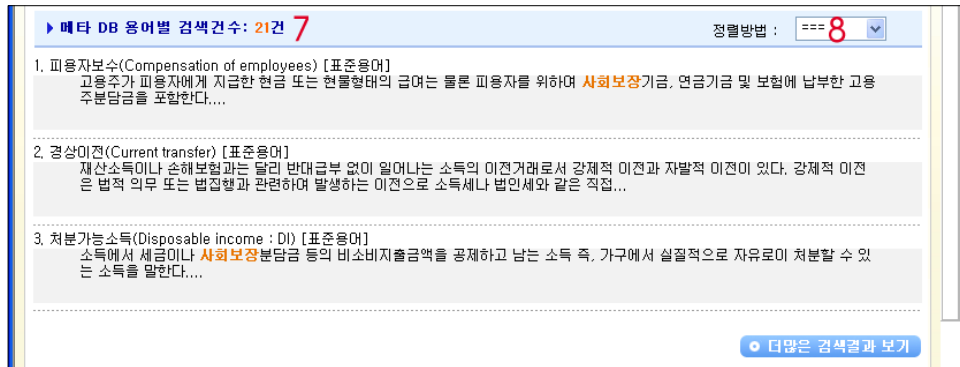 메타 DB 용어별 검색건수: 21건 7
정렬방법 : === 8
1. 피용자보수(Compensation of employees) [표준용어]
고용주가 피용자에게 지급한 현금 또는 현물형태의 급여는 물론 피용자를 위하여 사회보장기금, 연금기금 및 보험에 납부한 고용
주분담금을 포함한다....
2. 경상이전(Current transfer) [표준용어]
재산소득이나 손해보험과는 달리 반대급부 없이 일어나는 소득의 이전거래로서 강제적 이전과 자발적 이전이 있다. 강제적 이전
은 법적 의무 또는 법집행과 관련하여 발생하는 이전으로 소득세나 법인세와 같은 직접...
3. 처분가능소득(Disposable income : DI) [표준용어]
소득에서 세금이나 사회보장분담금 등의 비소비지출금액을 공제하고 남는 소득 즉, 가구에서 실질적으로 자유로이 처분할 수 있
는 소득을 말한다....
더많은 검색결과 보기